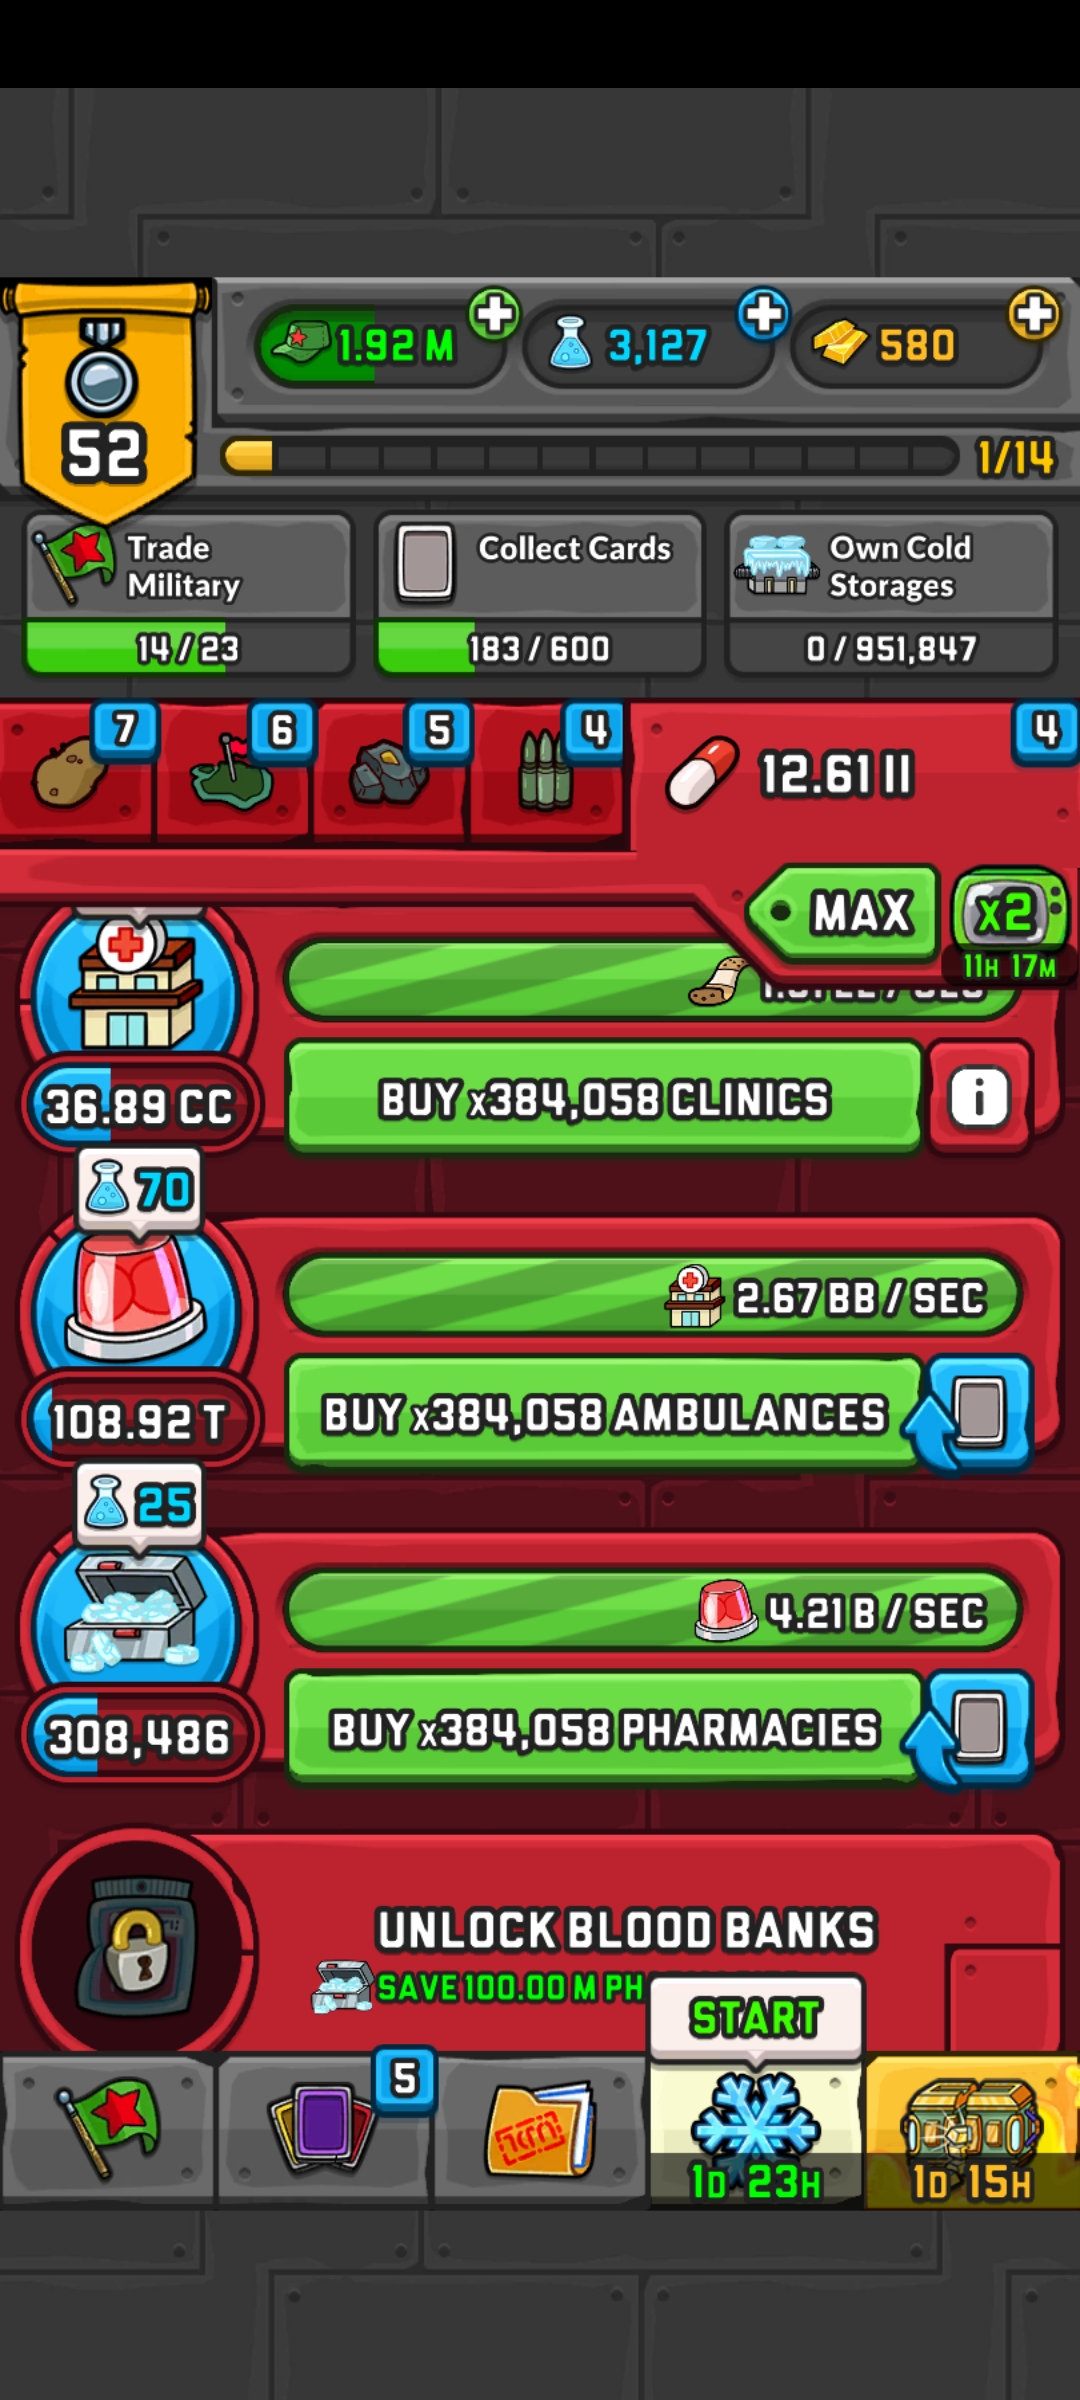 1.92 M
3,127
580
52
1/14
Trade
Military
14 / 23
Collect Cards
183 / 600
Own Cold
Storages
0 / 951,847
7
6
5
4
12.61 II
4
MAX
x2
11H 17M
36.89 CC
BUY x384,058 CLINICS
i
70
2.67 BB / SEC
108.92 T
BUY x384,058 AMBULANCES
25
4.21 B / SEC
308,486
BUY x384,058 PHARMACIES
UNLOCK BLOOD BANKS
SAVE 100.00 M PH
START
5
1D 23H
1D 15H